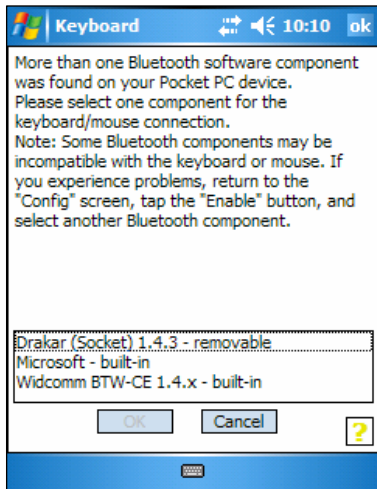 Keyboard 10:10 ok
More than one Bluetooth software component
was found on your Pocket PC device.
Please select one component for the
keyboard/mouse connection.
Note: Some Bluetooth components may be
incompatible with the keyboard or mouse. If
you experience problems, return to the
"Config" screen, tap the "Enable" button, and
select another Bluetooth component.
Drakar (Socket) 1.4.3 - removable
Microsoft - built-in
Widcomm BTW-CE 1.4.x - built-in
OK Cancel ?